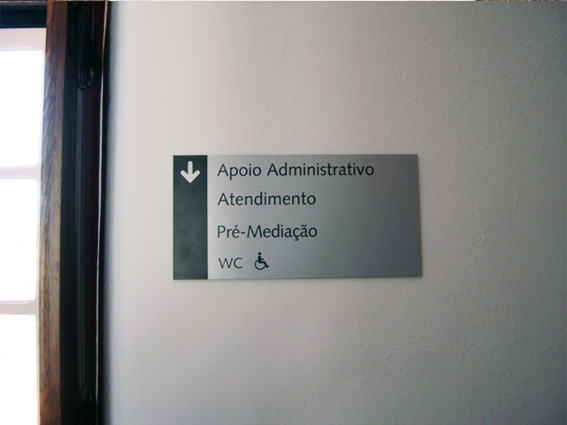 Apoio Administrativo
Atendimento
Pré-Mediação
WC